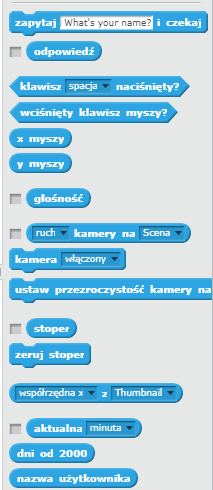 zapytaj What's your name? i czekaj
odpowiedź
klawisz spacja naciśnięty?
wciśnięty klawisz myszy?
x myszy
y myszy
głośność
ruch kamery na Scena
kamera włączony
ustaw przezroczystość kamery na
stoper
zeruj stoper
współrzędna x z Thumbnail
aktualna minuta
dni od 2000
nazwa użytkownika